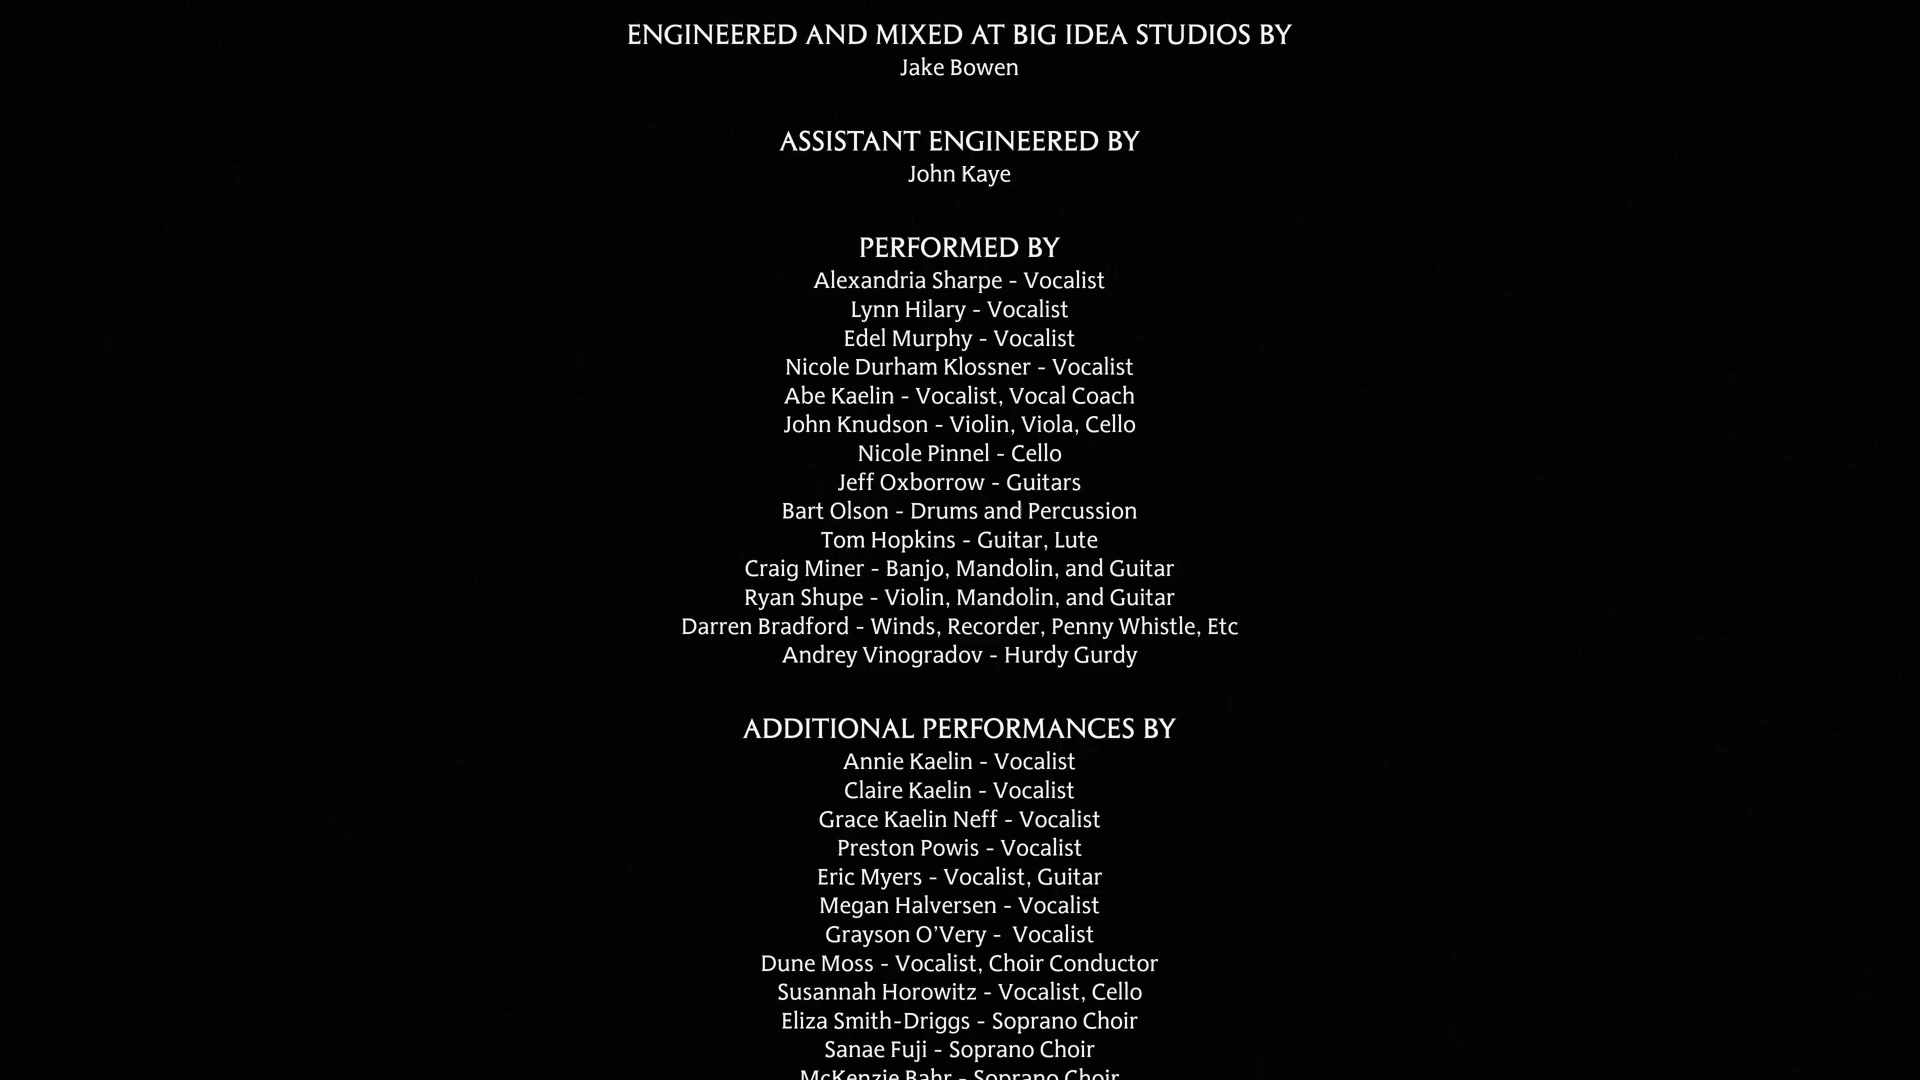 ENGINEERED AND MIXED AT BIG IDEA STUDIOS BY
Jake Bowen
ASSISTANT ENGINEERED BY
John Kaye
PERFORMED BY
Alexandria Sharpe - Vocalist
Lynn Hilary - Vocalist
Edel Murphy - Vocalist
Nicole Durham Klossner - Vocalist
Abe Kaelin - Vocalist, Vocal Coach
John Knudson - Violin, Viola, Cello
Nicole Pinnel - Cello
Jeff Oxborrow - Guitars
Bart Olson - Drums and Percussion
Tom Hopkins - Guitar, Lute
Craig Miner - Banjo, Mandolin, and Guitar
Ryan Shupe - Violin, Mandolin, and Guitar
Darren Bradford - Winds, Recorder, Penny Whistle, Etc
Andrey Vinogradov - Hurdy Gurdy
ADDITIONAL PERFORMANCES BY
Annie Kaelin - Vocalist
Claire Kaelin - Vocalist
Grace Kaelin Neff - Vocalist
Preston Powis - Vocalist
Eric Myers - Vocalist, Guitar
Megan Halversen - Vocalist
Grayson O’Very -  Vocalist
Dune Moss - Vocalist, Choir Conductor
Susannah Horowitz - Vocalist, Cello
Eliza Smith-Driggs - Soprano Choir
Sanae Fuji - Soprano Choir
McKenzie Bahr - Soprano Choir